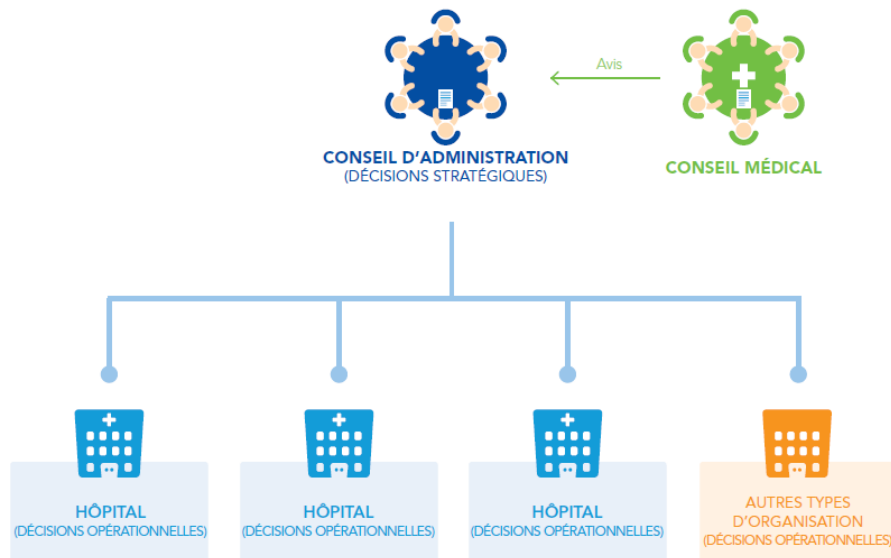 Avis
CONSEIL D'ADMINISTRATION
(DÉCISIONS STRATÉGIQUES)
CONSEIL MÉDICAL
HÔPITAL
(DÉCISIONS OPÉRATIONNELLES)
HÔPITAL
(DÉCISIONS OPÉRATIONNELLES)
HÔPITAL
(DÉCISIONS OPÉRATIONNELLES)
AUTRES TYPES
D'ORGANISATION
(DÉCISIONS OPÉRATIONNELLES)